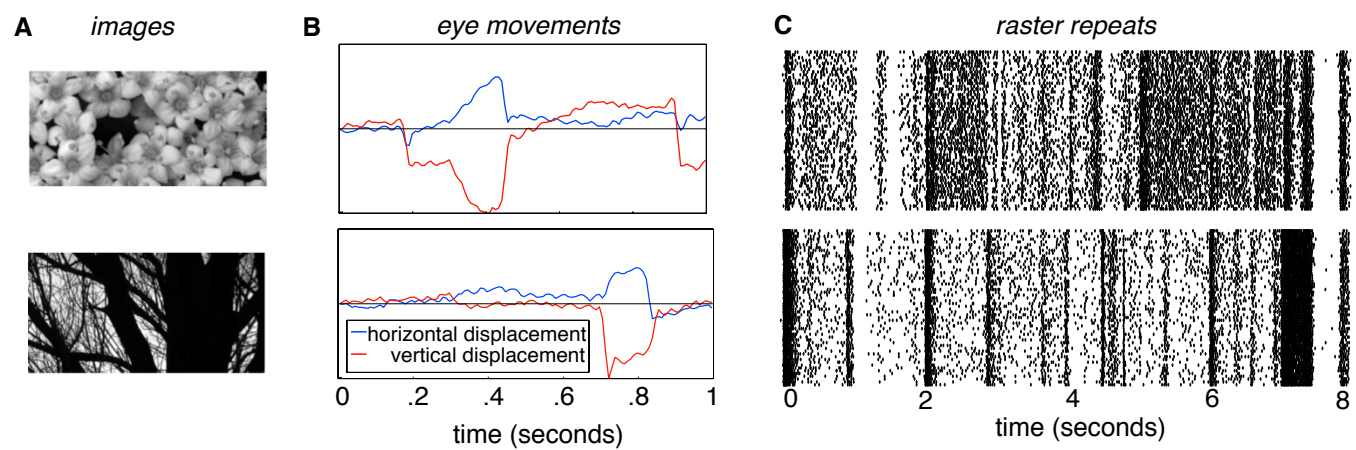 A images
B eye movements
C raster repeats
horizontal displacement
vertical displacement
0 .2 .4 .6 .8 1
time (seconds)
0 2 4 6 8
time (seconds)